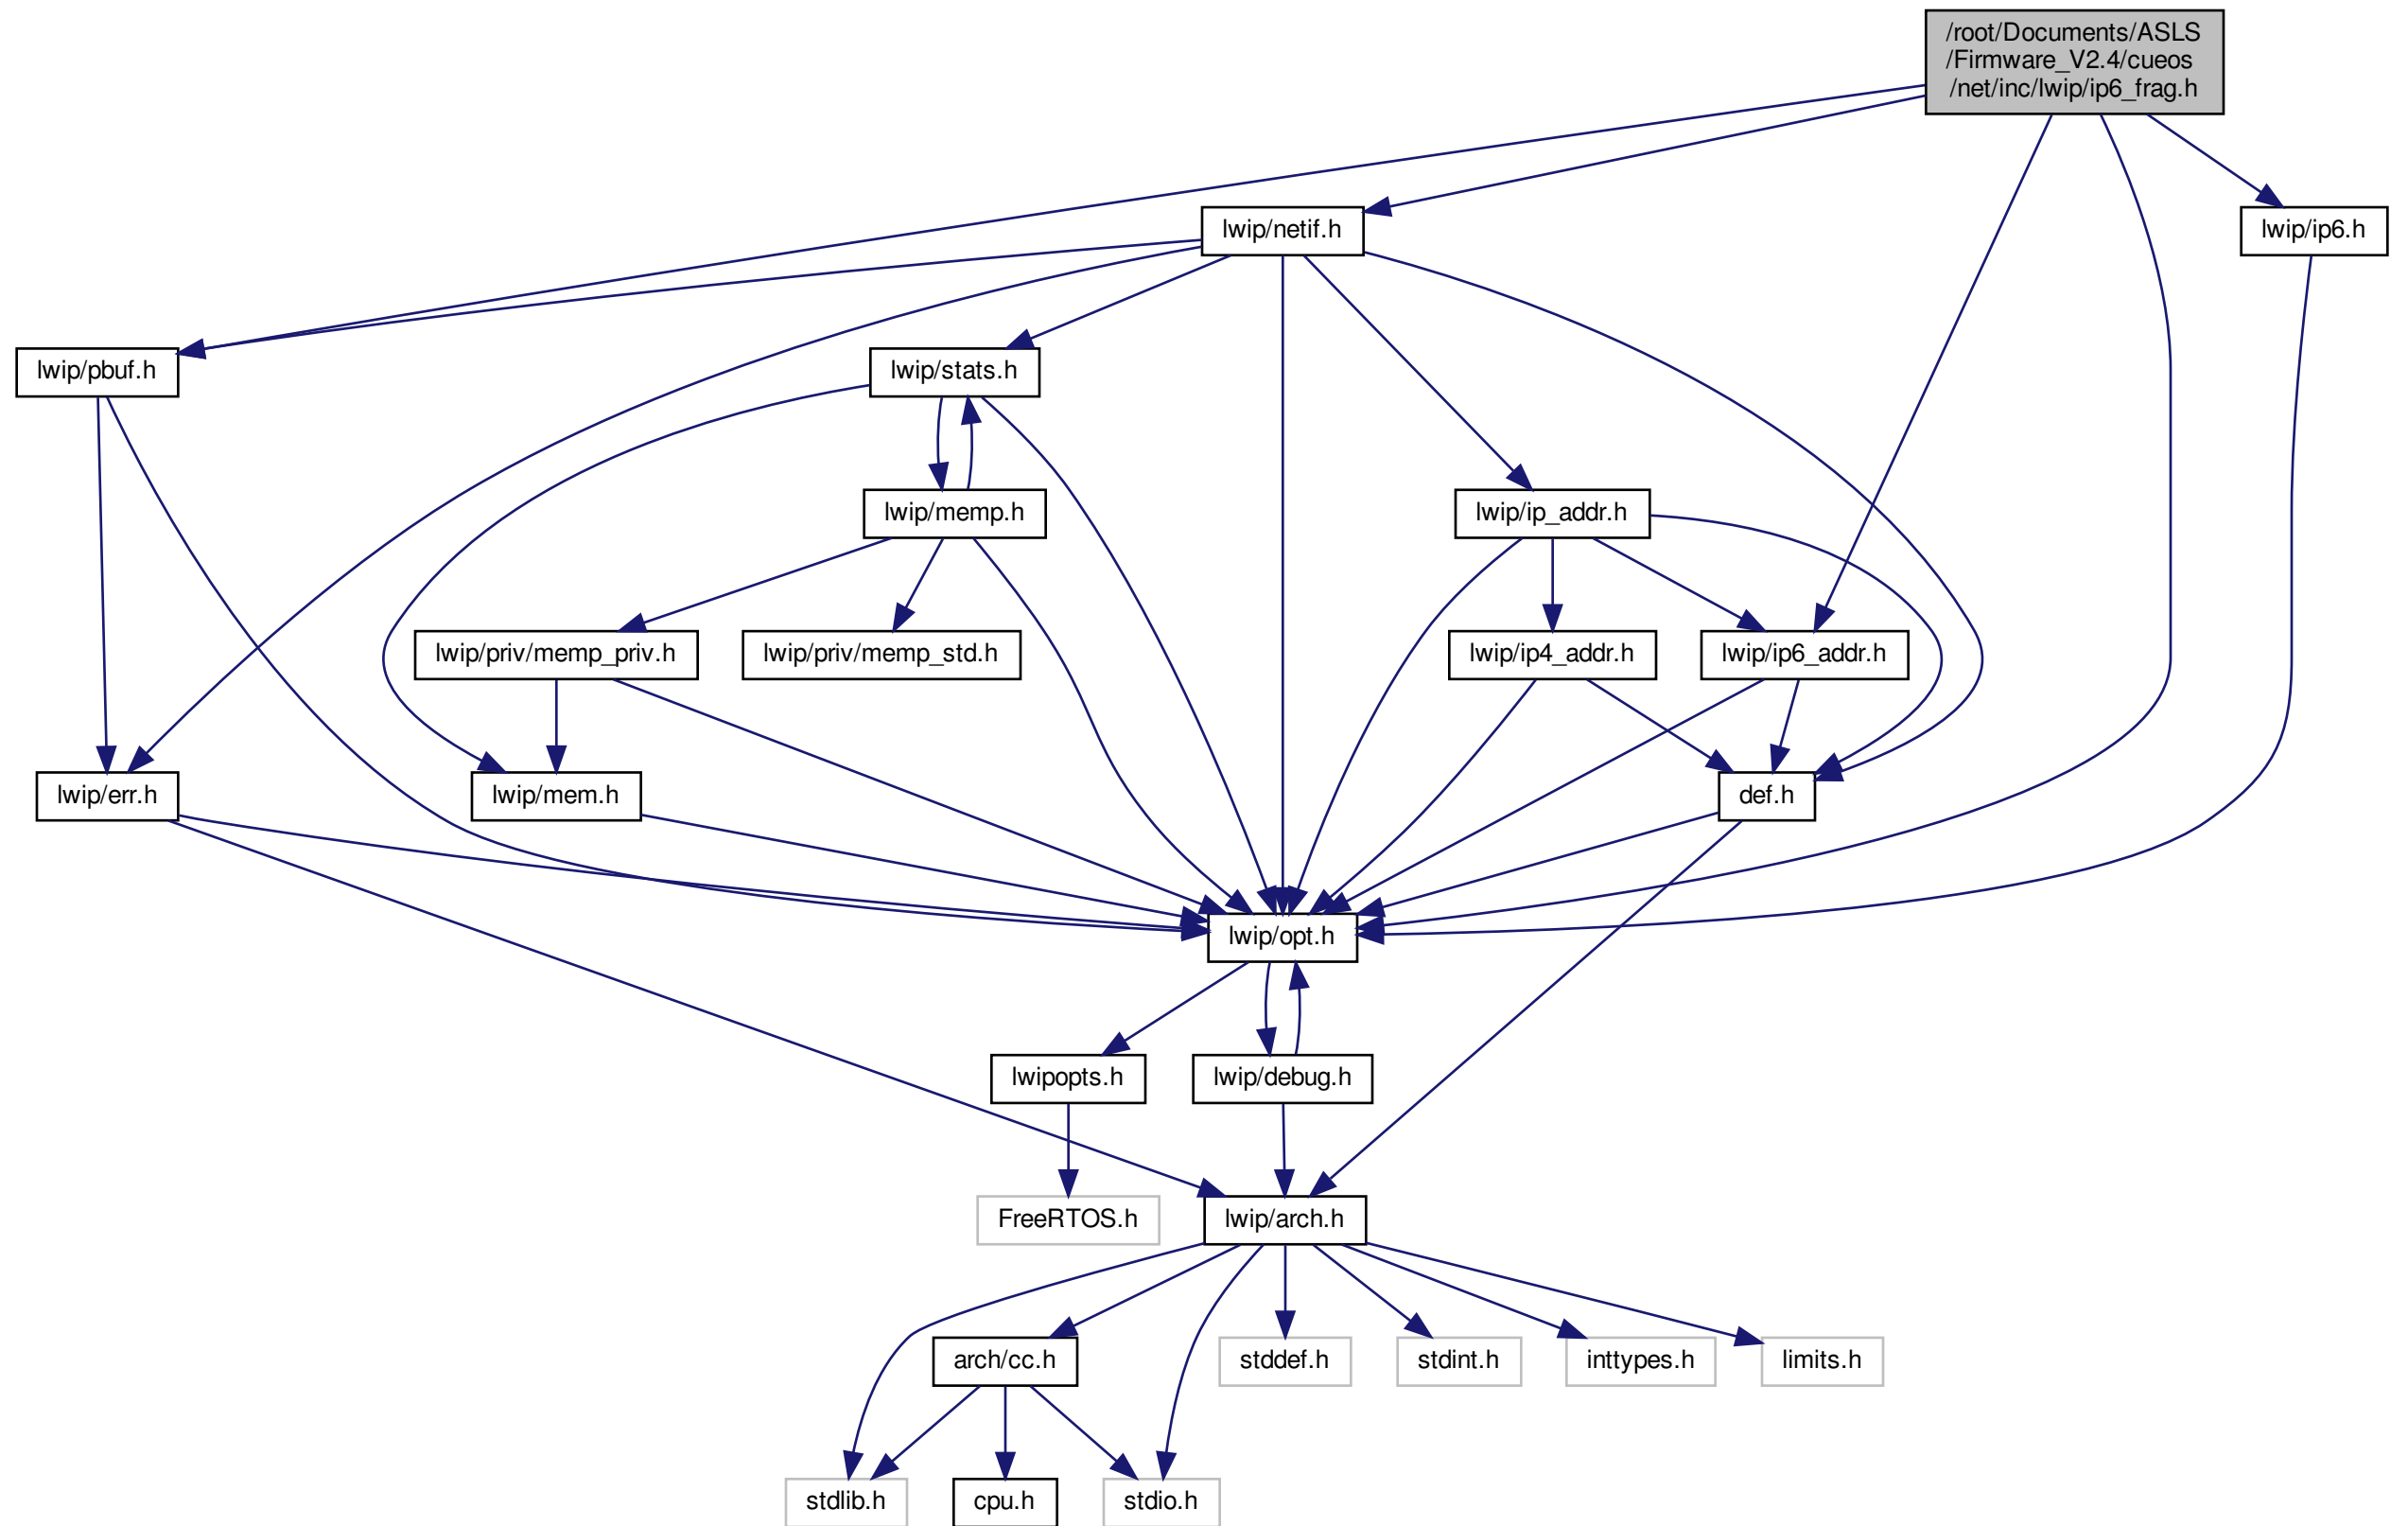 /root/Documents/ASLS
/Firmware_V2.4/cueos
/net/inc/lwip/ip6_frag.h
lwip/netif.h
lwip/ip6.h
lwip/pbuf.h
lwip/stats.h
lwip/memp.h
lwip/ip_addr.h
lwip/priv/memp_priv.h
lwip/priv/memp_std.h
lwip/ip4_addr.h
lwip/ip6_addr.h
lwip/err.h
lwip/mem.h
def.h
lwip/opt.h
lwipopts.h
lwip/debug.h
FreeRTOS.h
lwip/arch.h
arch/cc.h
stddef.h
stdint.h
inttypes.h
limits.h
stdlib.h
cpu.h
stdio.h